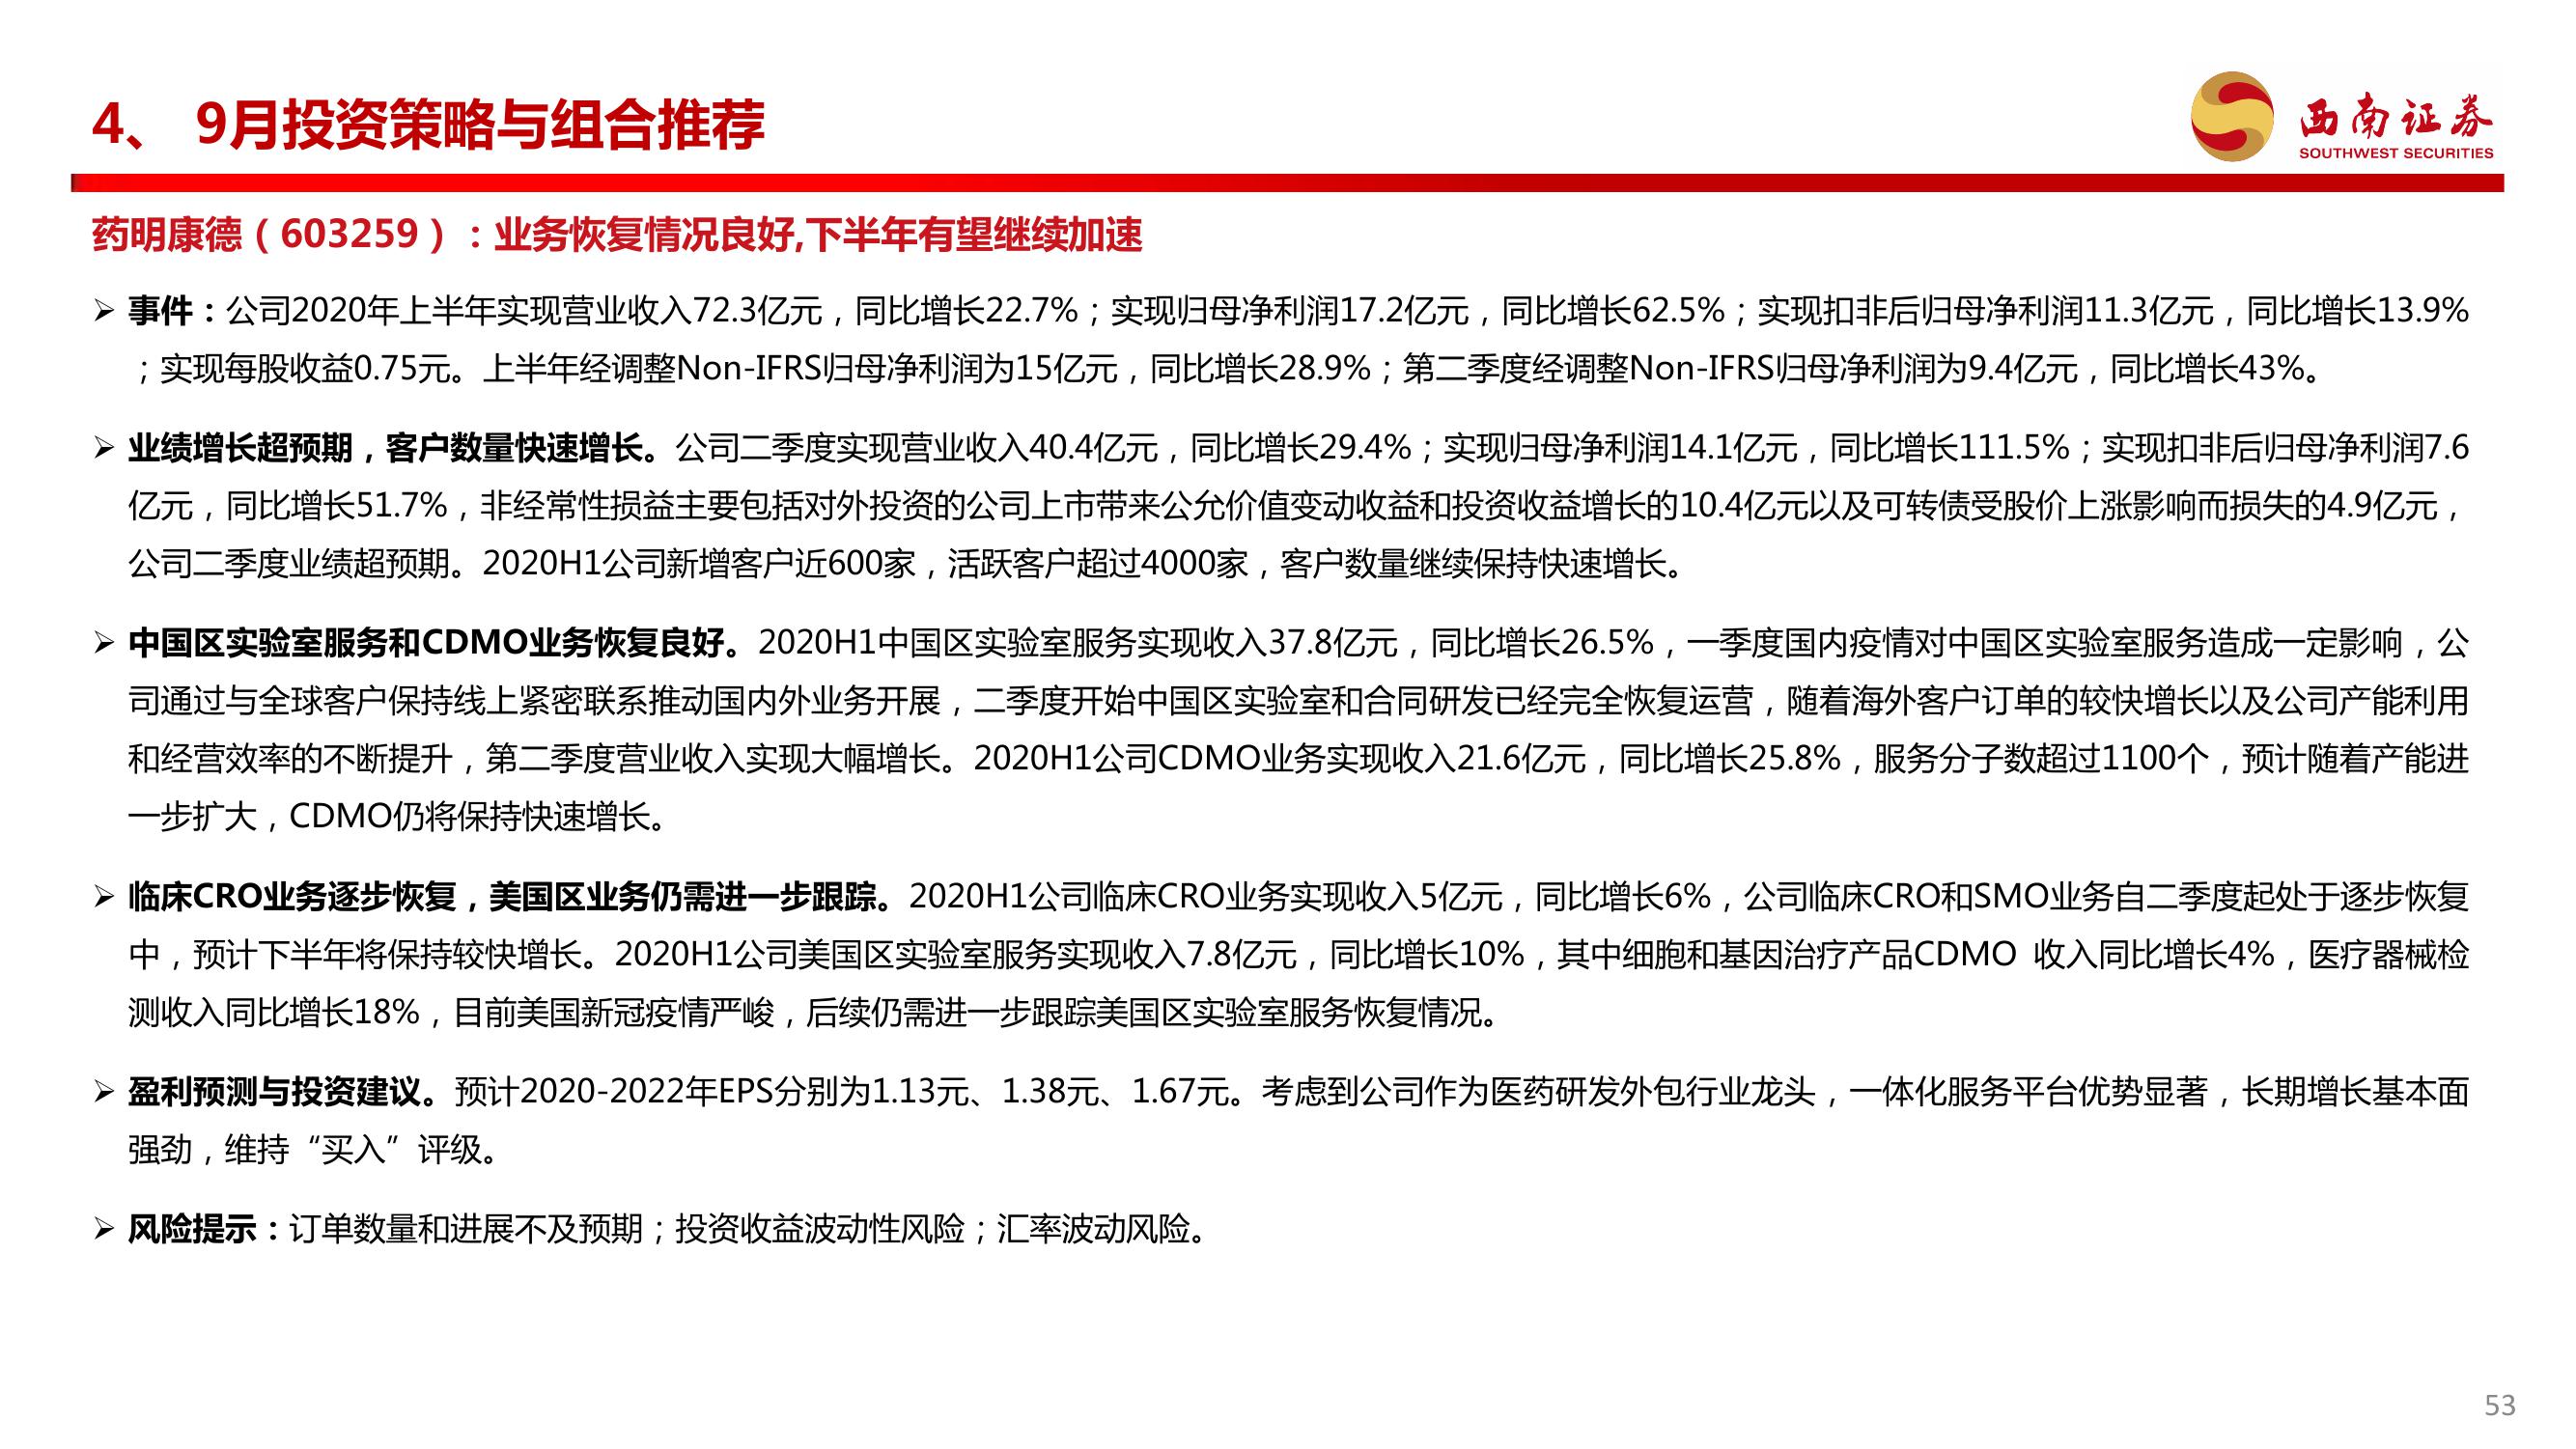 4、 9月投资策略与组合推荐
西南证券
SOUTHWEST SECURITIES
药明康德（603259）：业务恢复情况良好,下半年有望继续加速
➢ 事件：公司2020年上半年实现营业收入72.3亿元，同比增长22.7%；实现归母净利润17.2亿元，同比增长62.5%；实现扣非后归母净利润11.3亿元，同比增长13.9%
；实现每股收益0.75元。上半年经调整Non-IFRS归母净利润为15亿元，同比增长28.9%；第二季度经调整Non-IFRS归母净利润为9.4亿元，同比增长43%。
➢ 业绩增长超预期，客户数量快速增长。公司二季度实现营业收入40.4亿元，同比增长29.4%；实现归母净利润14.1亿元，同比增长111.5%；实现扣非后归母净利润7.6
亿元，同比增长51.7%，非经常性损益主要包括对外投资的公司上市带来公允价值变动收益和投资收益增长的10.4亿元以及可转债受股价上涨影响而损失的4.9亿元，
公司二季度业绩超预期。2020H1公司新增客户近600家，活跃客户超过4000家，客户数量继续保持快速增长。
➢ 中国区实验室服务和CDMO业务恢复良好。2020H1中国区实验室服务实现收入37.8亿元，同比增长26.5%，一季度国内疫情对中国区实验室服务造成一定影响，公
司通过与全球客户保持线上紧密联系推动国内外业务开展，二季度开始中国区实验室和合同研发已经完全恢复运营，随着海外客户订单的较快增长以及公司产能利用
和经营效率的不断提升，第二季度营业收入实现大幅增长。2020H1公司CDMO业务实现收入21.6亿元，同比增长25.8%，服务分子数超过1100个，预计随着产能进
一步扩大，CDMO仍将保持快速增长。
➢ 临床CRO业务逐步恢复，美国区业务仍需进一步跟踪。2020H1公司临床CRO业务实现收入5亿元，同比增长6%，公司临床CRO和SMO业务自二季度起处于逐步恢复
中，预计下半年将保持较快增长。2020H1公司美国区实验室服务实现收入7.8亿元，同比增长10%，其中细胞和基因治疗产品CDMO 收入同比增长4%，医疗器械检
测收入同比增长18%，目前美国新冠疫情严峻，后续仍需进一步跟踪美国区实验室服务恢复情况。
➢ 盈利预测与投资建议。预计2020-2022年EPS分别为1.13元、1.38元、1.67元。考虑到公司作为医药研发外包行业龙头，一体化服务平台优势显著，长期增长基本面
强劲，维持“买入”评级。
➢ 风险提示：订单数量和进展不及预期；投资收益波动性风险；汇率波动风险。
53